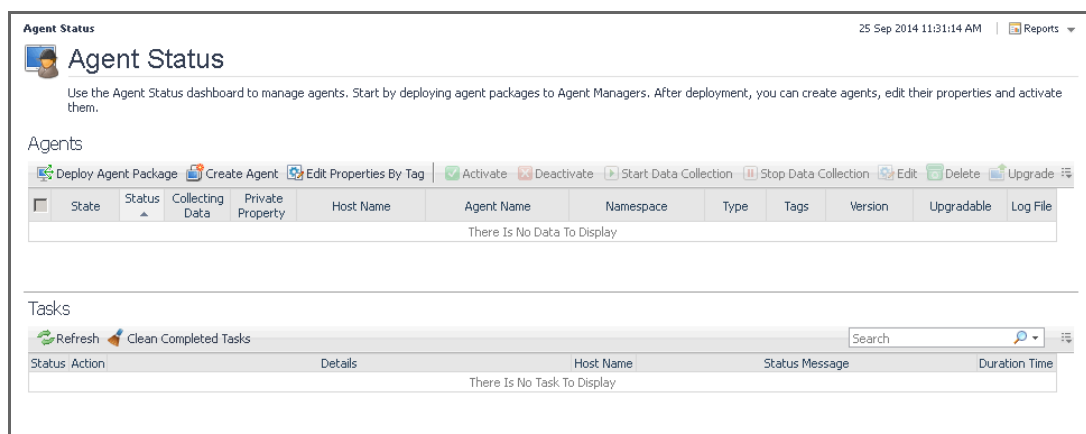 Agent Status
25 Sep 2014 11:31:14 AM | Reports
Agent Status
Use the Agent Status dashboard to manage agents. Start by deploying agent packages to Agent Managers. After deployment, you can create agents, edit their properties and activate
them.
Agents
Deploy Agent Package Create Agent Edit Properties By Tag Activate Deactivate Start Data Collection Stop Data Collection Edit Delete Upgrade
State Status Collecting Data Private Property Host Name Agent Name Namespace Type Tags Version Upgradable Log File
There Is No Data To Display
Tasks
Refresh Clean Completed Tasks Search
Status Action Details Host Name Status Message Duration Time
There Is No Task To Display